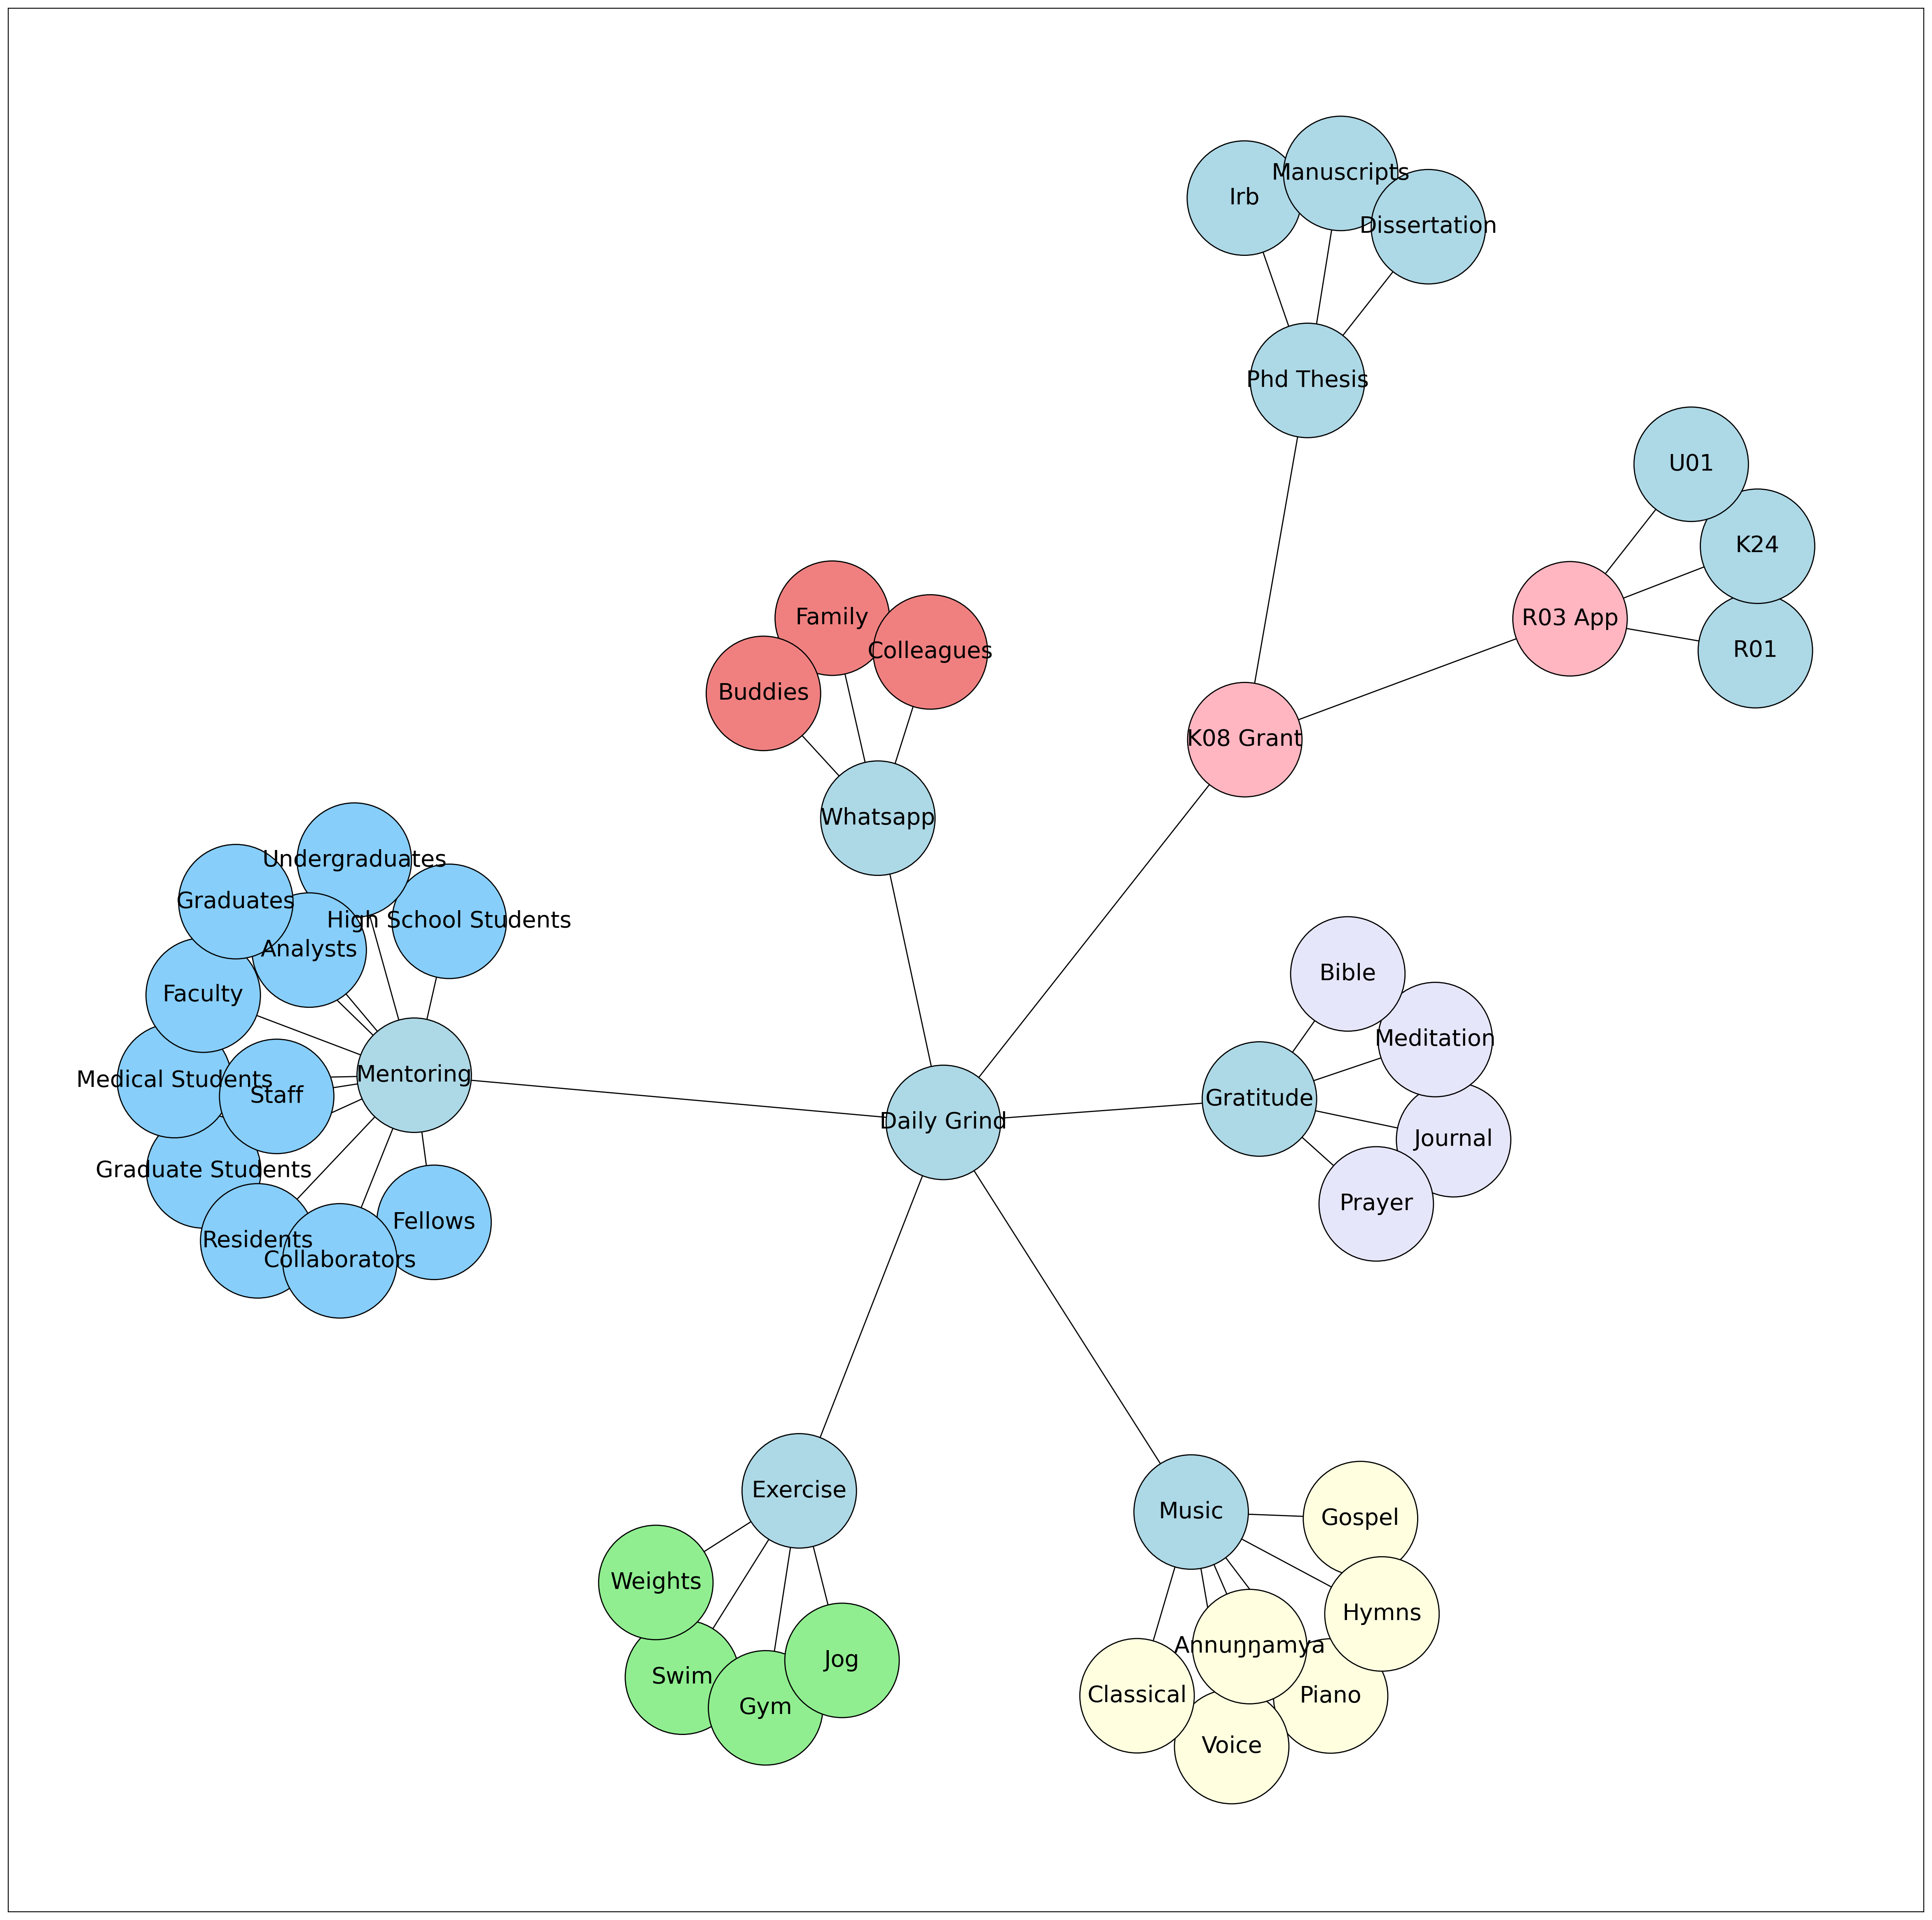 Manuscripts
Irb
Dissertation
Phd Thesis
U01
K24
R03 App
R01
Family
Colleagues
Buddies
K08 Grant
Whatsapp
Undergraduates
Graduates
High School Students
Analysts
Faculty
Medical Students
Staff
Mentoring
Graduate Students
Residents
Collaborators
Fellows
Daily Grind
Bible
Meditation
Gratitude
Journal
Prayer
Exercise
Weights
Swim
Gym
Jog
Music
Gospel
Hymns
Annuŋŋamya
Classical
Piano
Voice